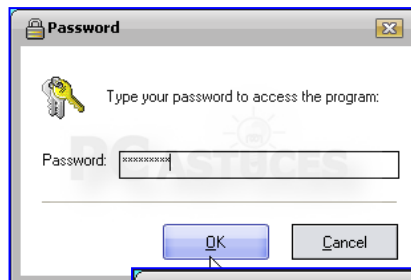 Password
Type your password to access the program:
Password: *********
PC ASTUCES
OK
Cancel